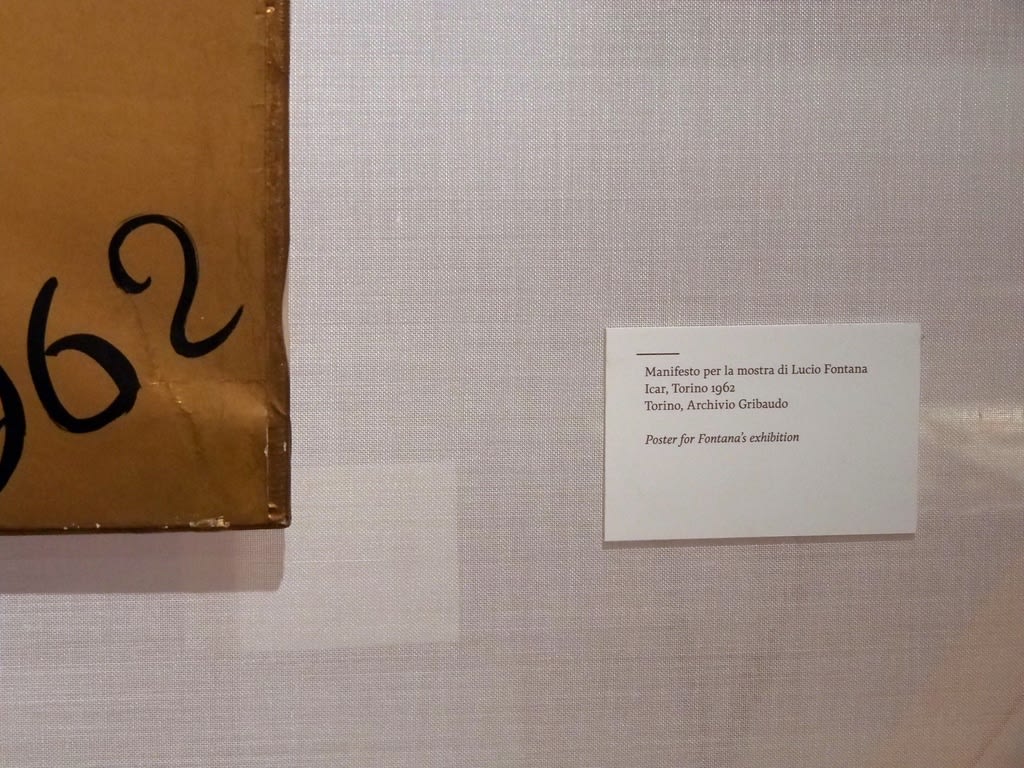 962
Manifesto per la mostra di Lucio Fontana
Icar, Torino 1962
Torino, Archivio Gribaudo
Poster for Fontana's exhibition